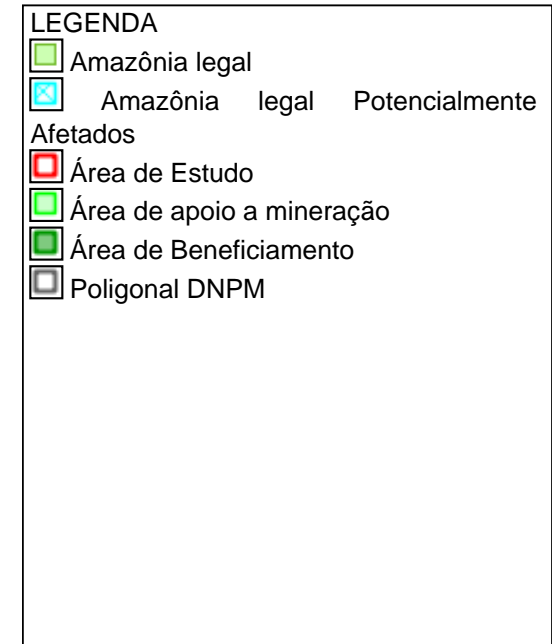 LEGENDA
Amazônia legal
Amazônia legal Potencialmente
Afetados
Área de Estudo
Área de apoio a mineração
Área de Beneficiamento
Poligonal DNPM